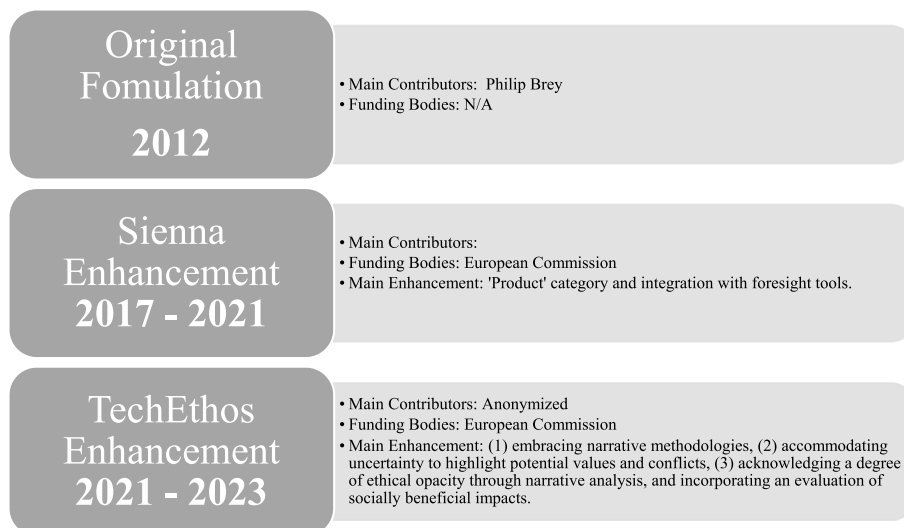 Original
Fomulation
2012
• Main Contributors: Philip Brey
• Funding Bodies: N/A
Sienna
Enhancement
2017 - 2021
• Main Contributors:
• Funding Bodies: European Commission
• Main Enhancement: 'Product' category and integration with foresight tools.
TechEthos
Enhancement
2021 - 2023
• Main Contributors: Anonymized
• Funding Bodies: European Commission
• Main Enhancement: (1) embracing narrative methodologies, (2) accommodating
uncertainty to highlight potential values and conflicts, (3) acknowledging a degree
of ethical opacity through narrative analysis, and incorporating an evaluation of
socially beneficial impacts.